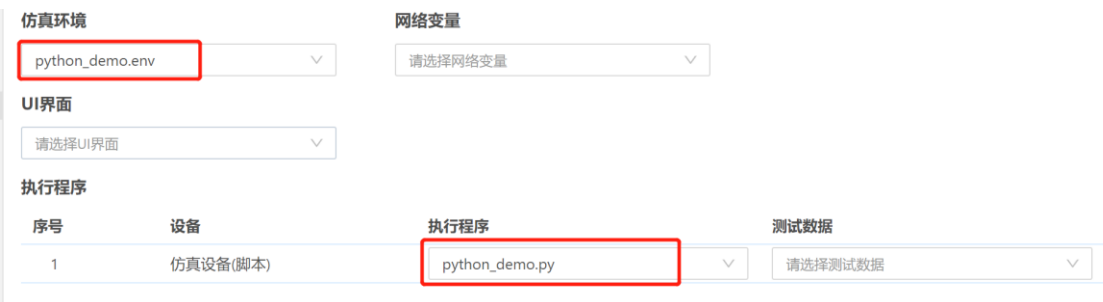 仿真环境 网络变量
python_demo.env 请选择网络变量
UI界面
请选择UI界面
执行程序
序号 设备 执行程序 测试数据
1 仿真设备(脚本) python_demo.py 请选择测试数据